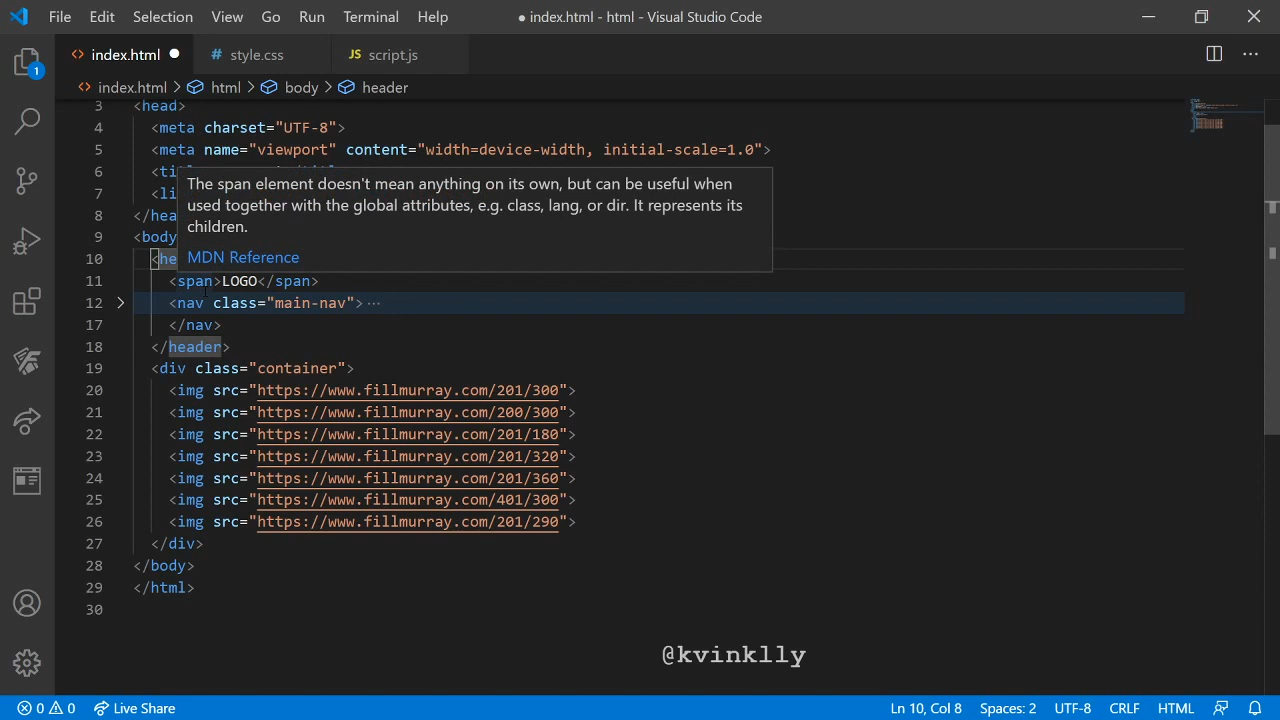 File Edit Selection View Go Run Terminal Help ● index.html - html - Visual Studio Code
index.html ● # style.css JS script.js
index.html > html > body > header
1
3 <head>
4 <meta charset="UTF-8">
5 <meta name="viewport" content="width=device-width, initial-scale=1.0">
6 <ti
7 <li
8 </hea
9 <body
The span element doesn't mean anything on its own, but can be useful when
used together with the global attributes, e.g. class, lang, or dir. It represents its
children.
MDN Reference
10 <he
11 <span>LOGO</span>
12 <nav class="main-nav"> ···
17 </nav>
18 </header>
19 <div class="container">
20 <img src="https://www.fillmurray.com/201/300">
21 <img src="https://www.fillmurray.com/200/300">
22 <img src="https://www.fillmurray.com/201/180">
23 <img src="https://www.fillmurray.com/201/320">
24 <img src="https://www.fillmurray.com/201/360">
25 <img src="https://www.fillmurray.com/401/300">
26 <img src="https://www.fillmurray.com/201/290">
27 </div>
28 </body>
29 </html>
30
@kvinklly
0 0 Live Share Ln 10, Col 8 Spaces: 2 UTF-8 CRLF HTML